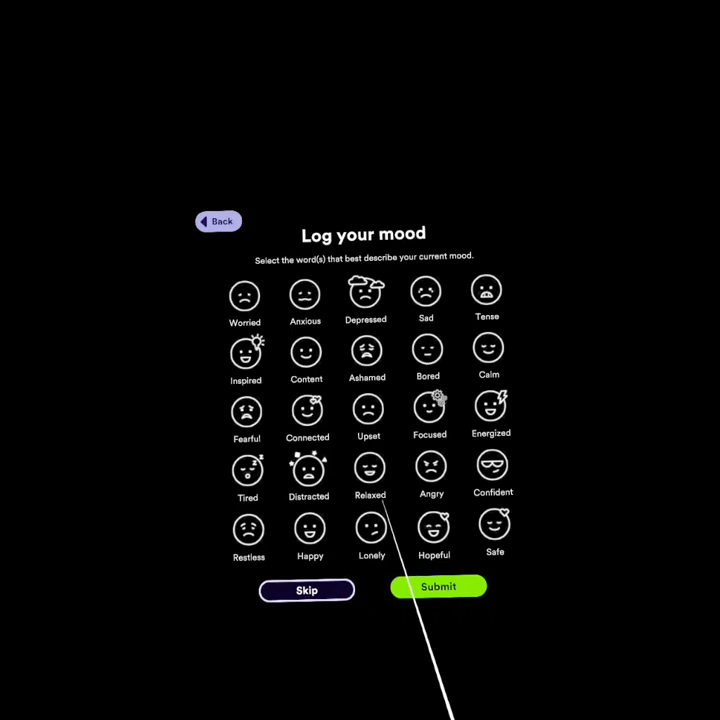 Back
Log your mood
Select the word(s) that best describe your current mood.
Worried Anxious Depressed Sad Tense
Inspired Content Ashamed Bored Calm
Fearful Connected Upset Focused Energized
Tired Distracted Relaxed Angry Confident
Restless Happy Lonely Hopeful Safe
Skip Submit